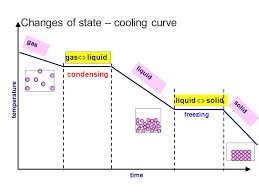 Changes of state – cooling curve
gas
gas⇔liquid
condensing
liquid
liquid⇔solid
freezing
solid
temperature
time